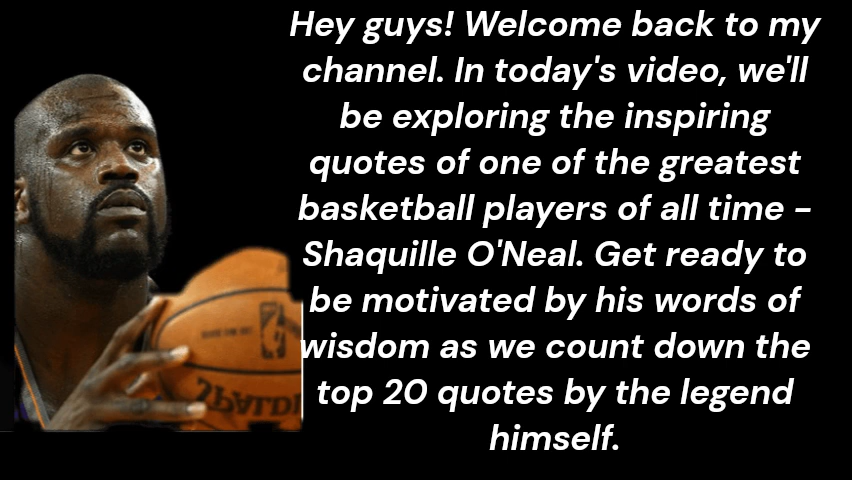 Hey guys! Welcome back to my
channel. In today's video, we'll
be exploring the inspiring
quotes of one of the greatest
basketball players of all time -
Shaquille O'Neal. Get ready to
be motivated by his words of
wisdom as we count down the
top 20 quotes by the legend
himself.
NBA
SPALDI